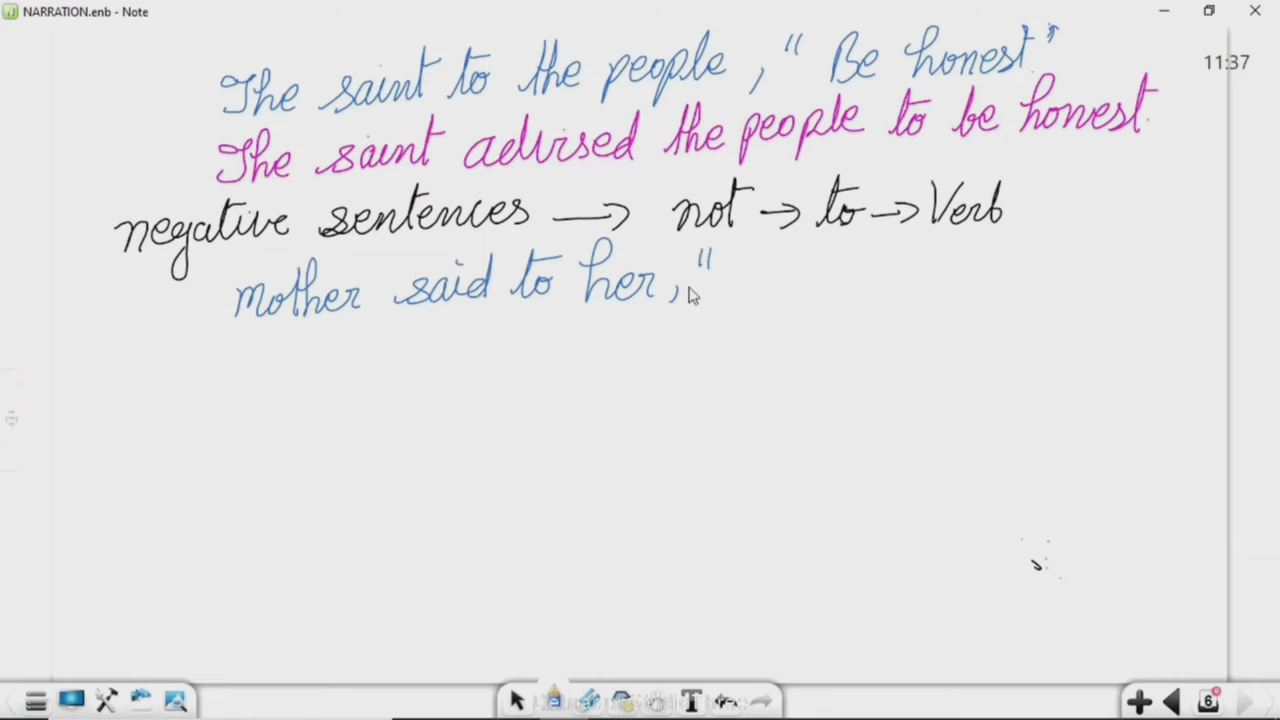 NARRATION.enb - Note
11:37
The saint to the people, " Be honest"
The saint advised the people to be honest.
negative sentences → not → to → Verb
Mother said to her, "
6